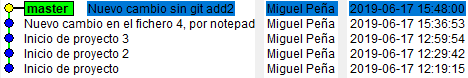 master Nuevo cambio sin git add2 Miguel Peña 2019-06-17 15:48:00
Nuevo cambio en el fichero 4, por notepad Miguel Peña 2019-06-17 15:36:53
Inicio de proyecto 3 Miguel Peña 2019-06-17 12:59:54
Inicio de proyecto 2 Miguel Peña 2019-06-17 12:29:42
Inicio de proyecto Miguel Peña 2019-06-17 12:19:15